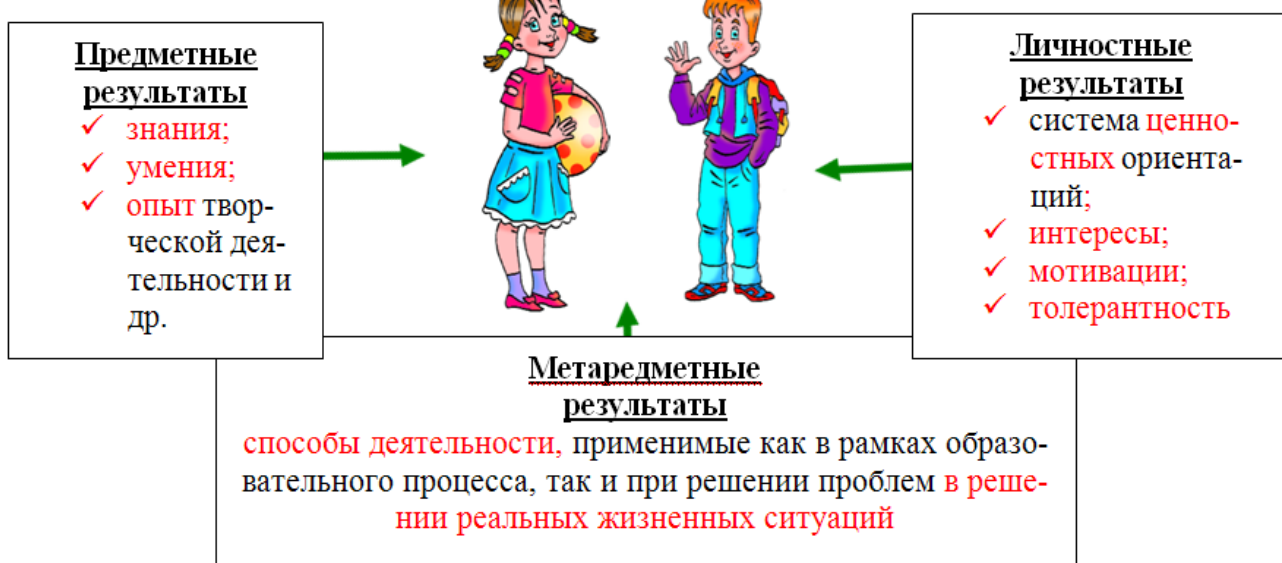 Предметные
результаты
✓ знания;
✓ умения;
✓ опыт твор-
ческой дея-
тельности и
др.
Личностные
результаты
✓ система ценно-
стных ориента-
ций;
✓ интересы;
✓ мотивации;
✓ толерантность
Метаредметные
результаты
способы деятельности, применимые как в рамках образо-
вательного процесса, так и при решении проблем в реше-
нии реальных жизненных ситуаций